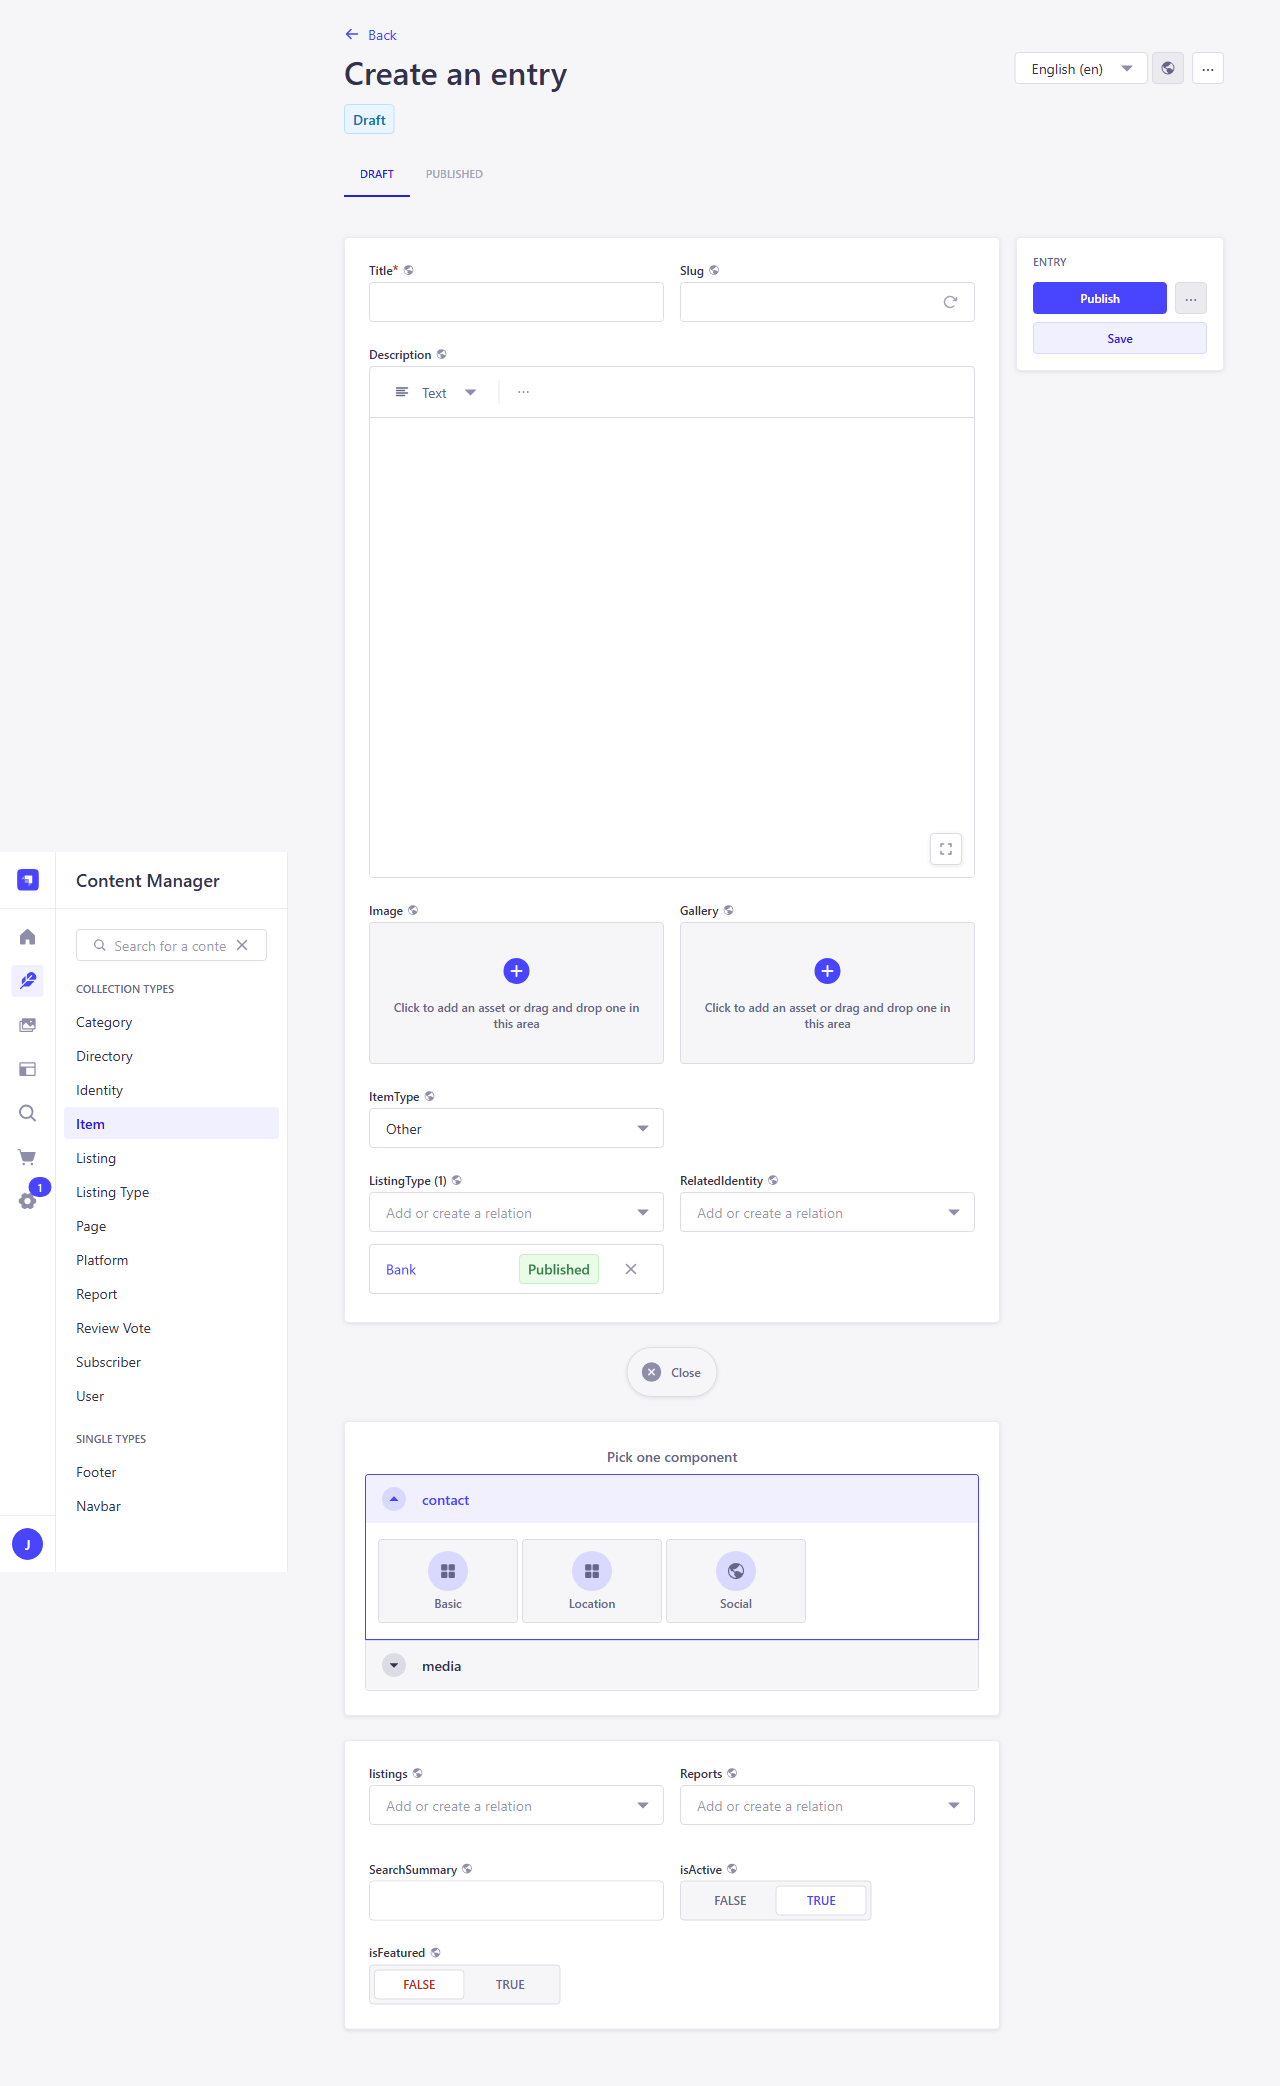 Back
Create an entry
English (en)
...
Draft
DRAFT
PUBLISHED
Title*
Slug
ENTRY
Publish
...
Save
Description
Text
...
Content Manager
Search for a conte
COLLECTION TYPES
Category
Directory
Identity
Item
Listing
Listing Type
Page
Platform
Report
Review Vote
Subscriber
User
SINGLE TYPES
Footer
Navbar
1
J
Image
Gallery
Click to add an asset or drag and drop one in
this area
Click to add an asset or drag and drop one in
this area
ItemType
Other
ListingType (1)
RelatedIdentity
Add or create a relation
Add or create a relation
Bank
Published
Close
Pick one component
contact
Basic
Location
Social
media
listings
Reports
Add or create a relation
Add or create a relation
SearchSummary
isActive
FALSE
TRUE
isFeatured
FALSE
TRUE